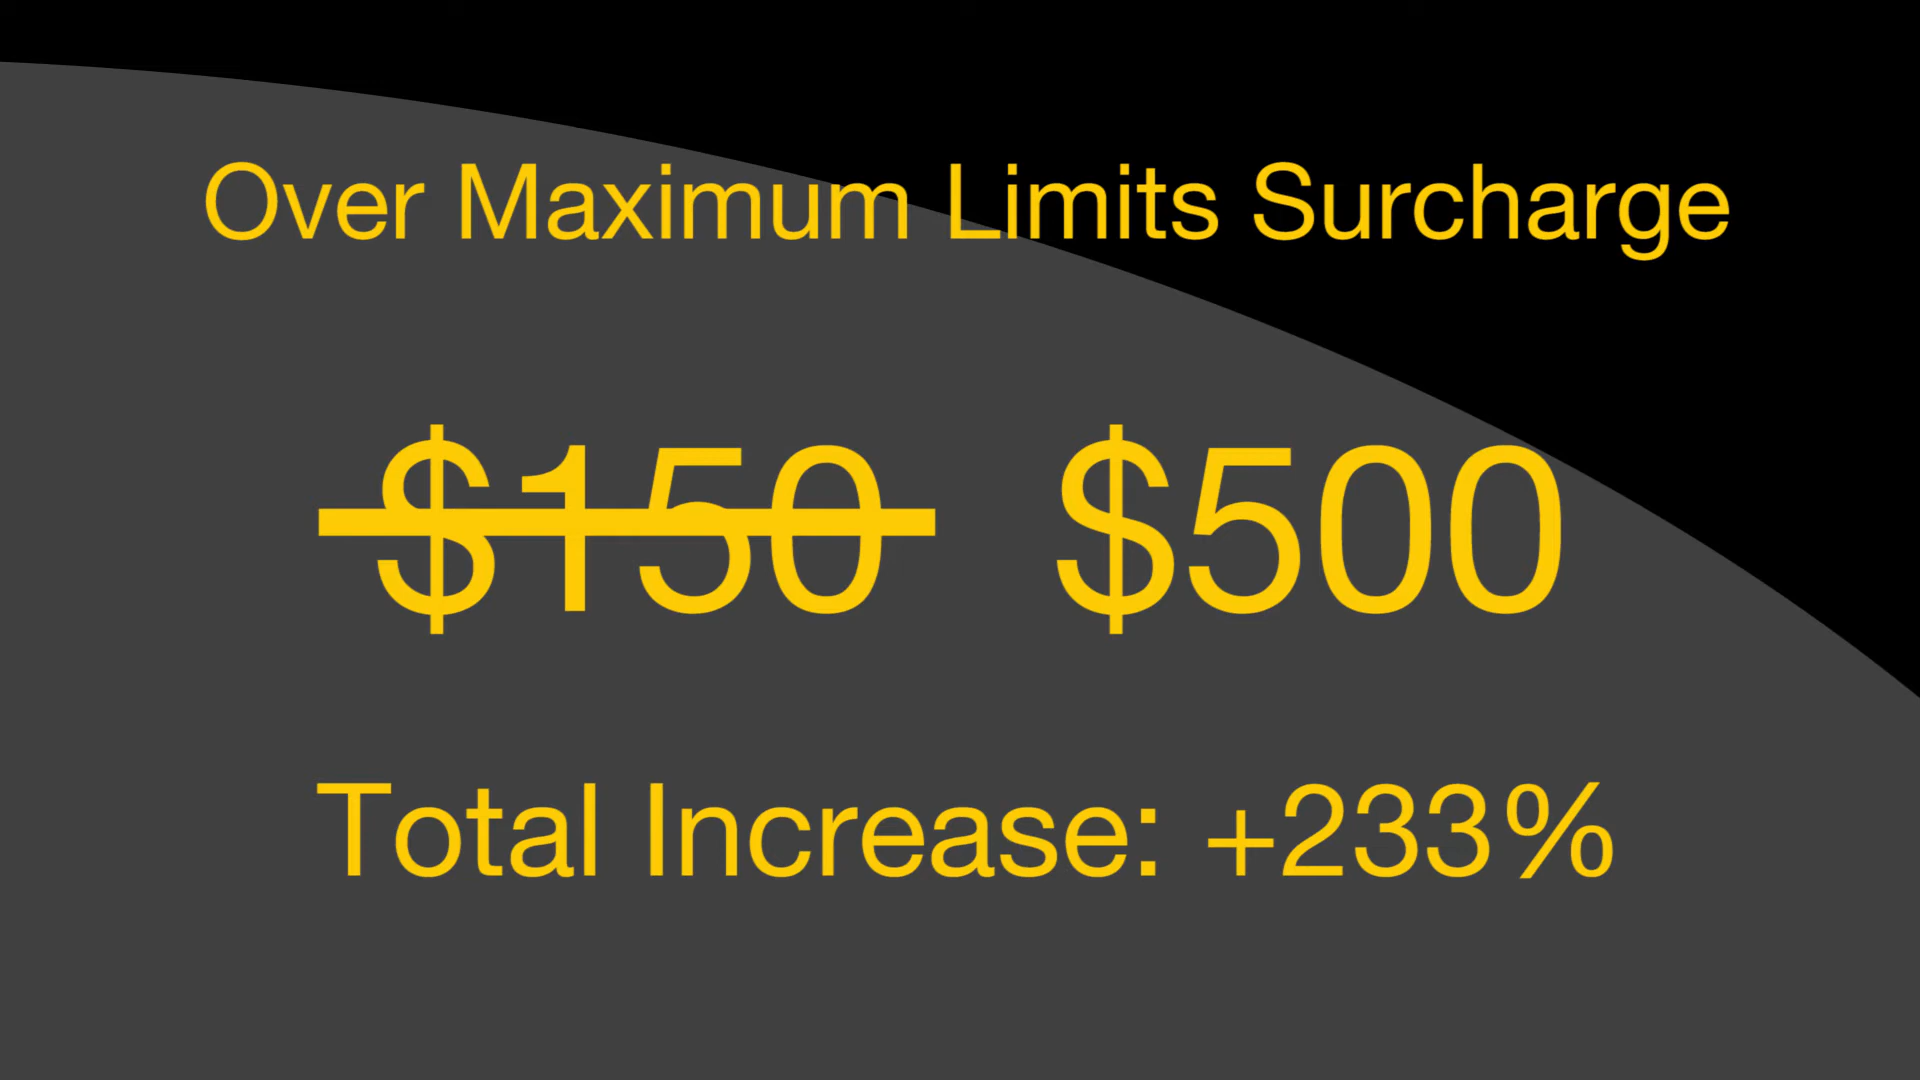 Over Maximum Limits Surcharge
$150 $500
Total Increase: +233%